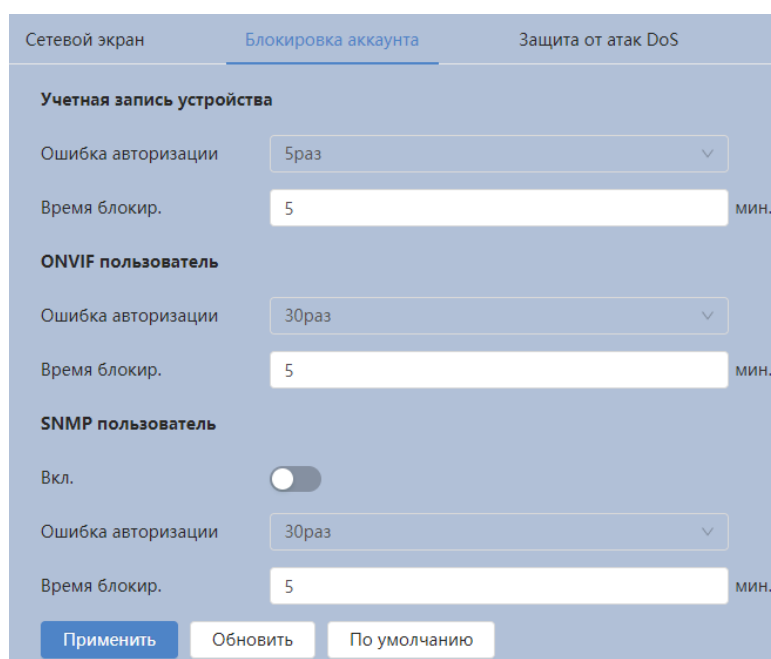 Сетевой экран Блокировка аккаунта Защита от атак DoS
Учетная запись устройства
Ошибка авторизации 5раз
Время блокир. 5 мин.
ONVIF пользователь
Ошибка авторизации 30раз
Время блокир. 5 мин.
SNMP пользователь
Вкл.
Ошибка авторизации 30раз
Время блокир. 5 мин.
Применить Обновить По умолчанию